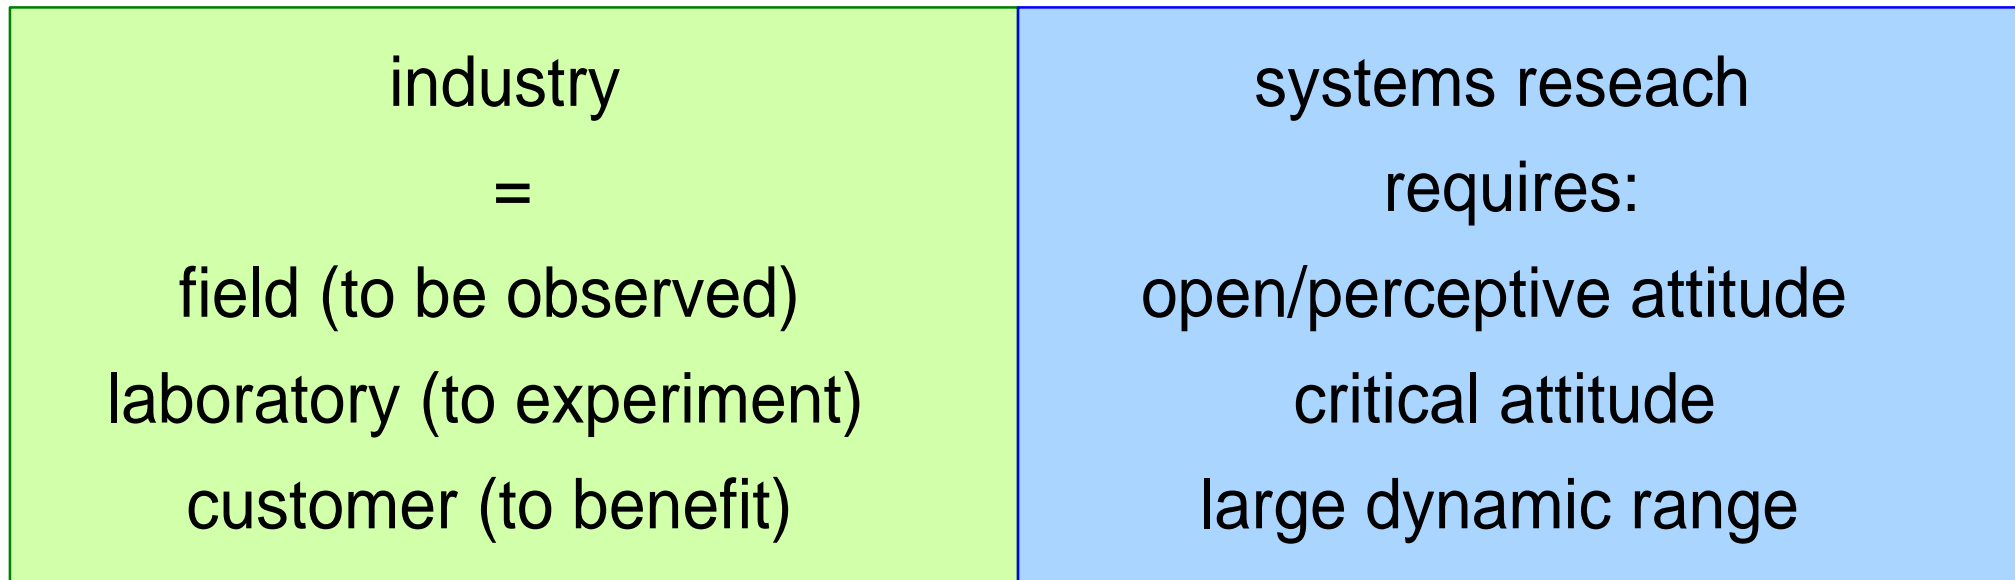 industry
=
field (to be observed)
laboratory (to experiment)
customer (to benefit)
systems reseach
requires:
open/perceptive attitude
critical attitude
large dynamic range